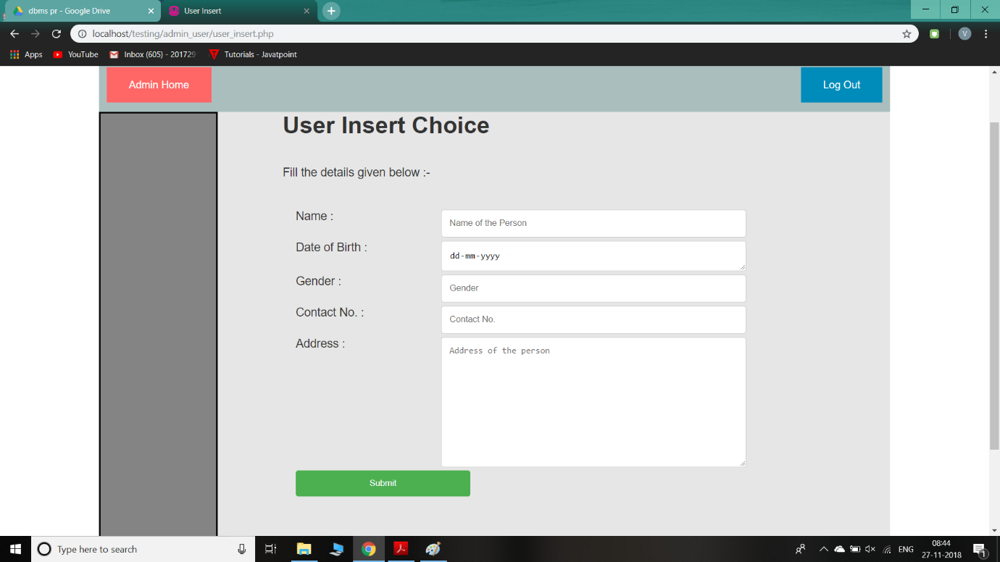 dbms pr - Google Drive
User Insert
localhost/testing/admin_user/user_insert.php
V
Apps
YouTube
Inbox (605) - 201729
Tutorials - Javatpoint
Admin Home
Log Out
User Insert Choice
Fill the details given below :-
Name :
Name of the Person
Date of Birth :
dd-mm-yyyy
Gender :
Gender
Contact No. :
Contact No.
Address :
Address of the person
Submit
Type here to search
ENG
08:44
27-11-2018
1